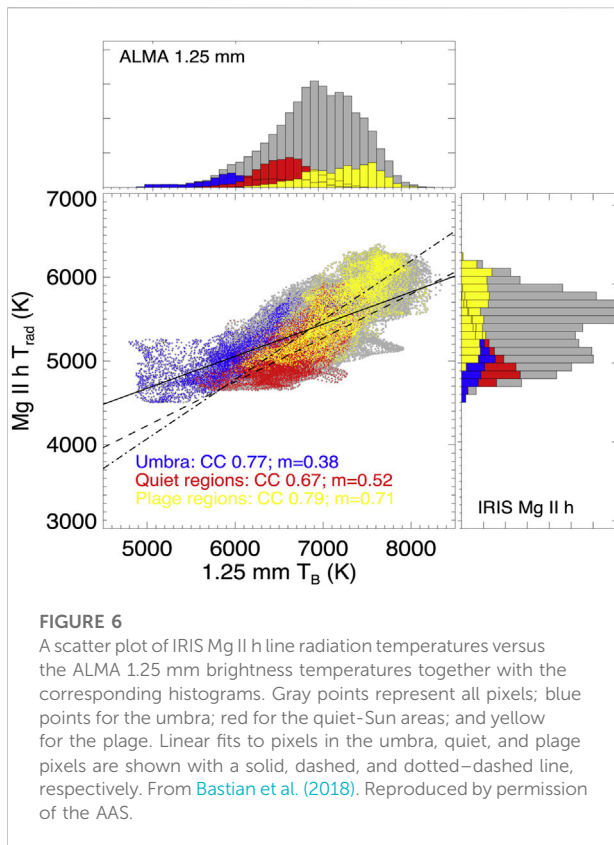 ALMA 1.25 mm
7000
6000
5000
4000
3000
Mg II h Trad (K)
Umbra: CC 0.77; m=0.38
Quiet regions: CC 0.67; m=0.52
Plage regions: CC 0.79; m=0.71
IRIS Mg II h
5000 6000 7000 8000
1.25 mm TB (K)
FIGURE 6
A scatter plot of IRIS Mg II h line radiation temperatures versus
the ALMA 1.25 mm brightness temperatures together with the
corresponding histograms. Gray points represent all pixels; blue
points for the umbra; red for the quiet-Sun areas; and yellow
for the plage. Linear fits to pixels in the umbra, quiet, and plage
pixels are shown with a solid, dashed, and dotted–dashed line,
respectively. From Bastian et al. (2018). Reproduced by permission
of the AAS.